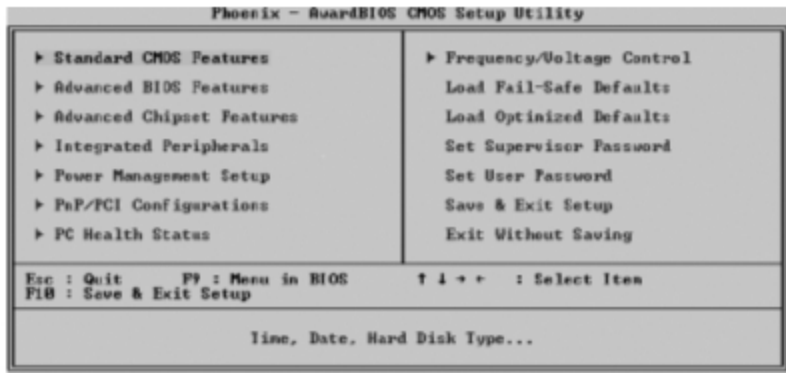 Phoenix - AwardBIOS CMOS Setup Utility
▶ Standard CMOS Features
▶ Advanced BIOS Features
▶ Advanced Chipset Features
▶ Integrated Peripherals
▶ Power Management Setup
▶ PnP/PCI Configurations
▶ PC Health Status
▶ Frequency/Voltage Control
Load Fail-Safe Defaults
Load Optimized Defaults
Set Supervisor Password
Set User Password
Save & Exit Setup
Exit Without Saving
Esc : Quit F9 : Menu in BIOS ↑ ↓ → ← : Select Item
F10 : Save & Exit Setup
Time, Date, Hard Disk Type...